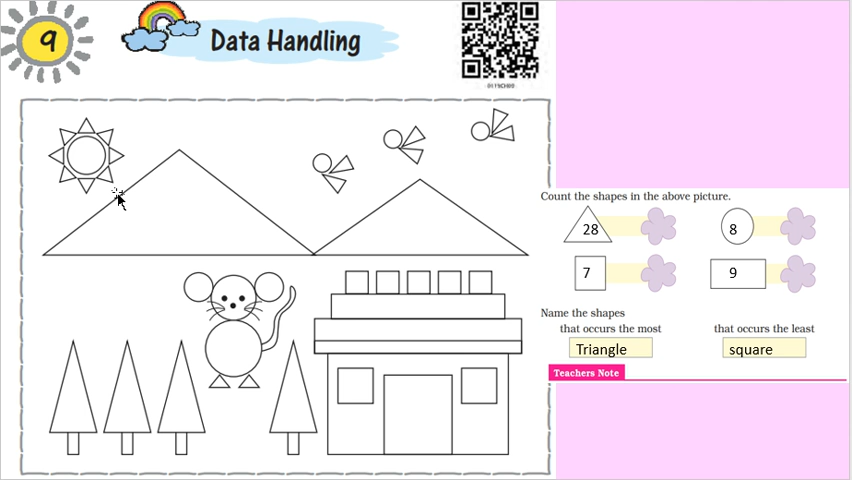 9
Data Handling
0117CH09
Count the shapes in the above picture.
28
8
7
9
Name the shapes
that occurs the most
that occurs the least
Triangle
square
Teachers Note